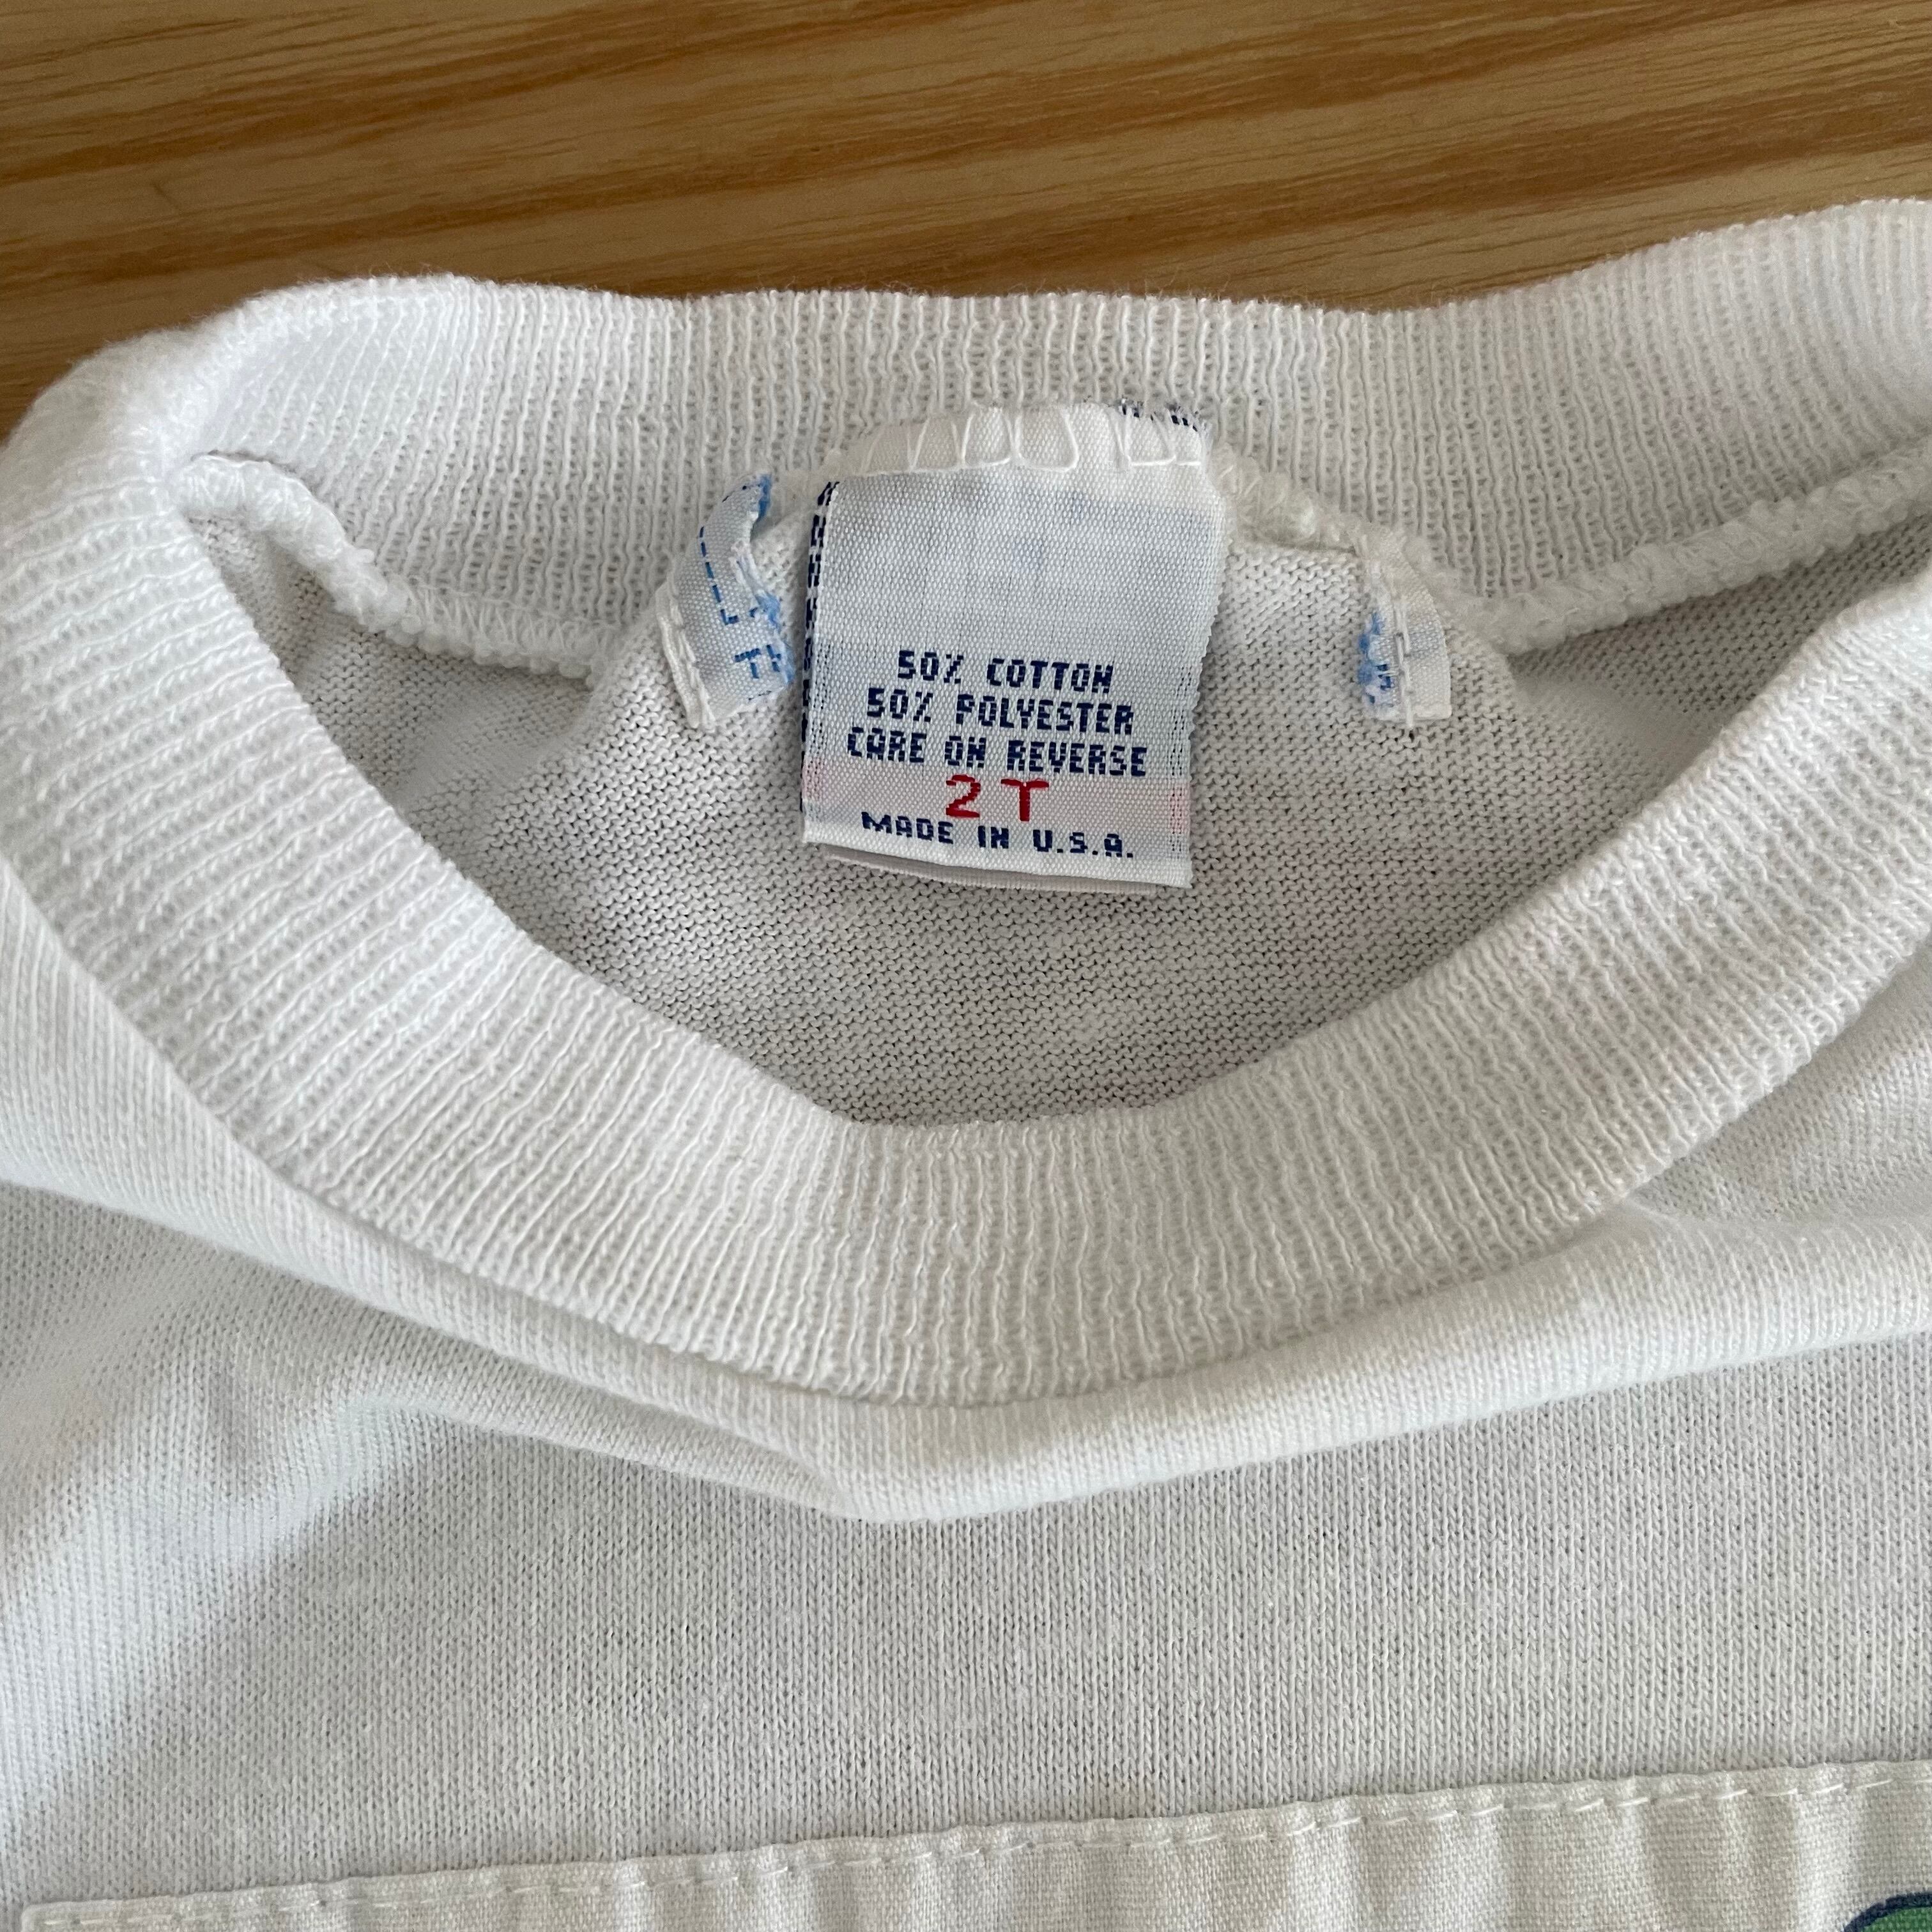 50% COTTON
50% POLYESTER
CARE ON REVERSE
2T
MADE IN U.S.A.